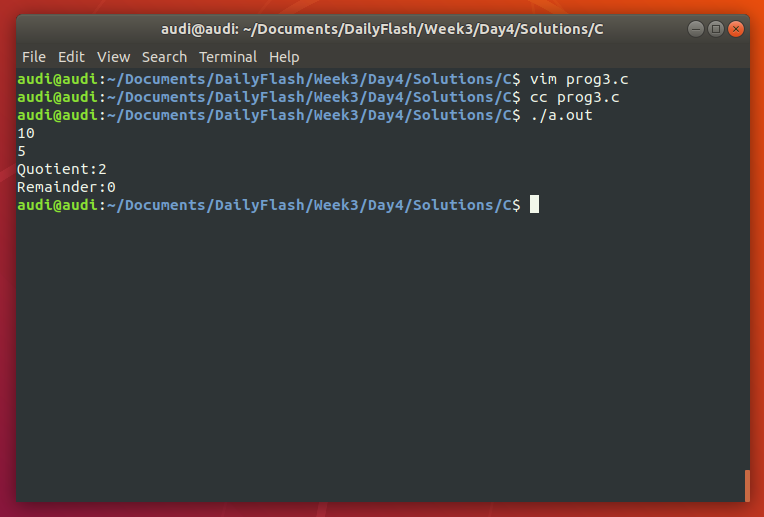 audi@audi: ~/Documents/DailyFlash/Week3/Day4/Solutions/C
File Edit View Search Terminal Help
audi@audi:~/Documents/DailyFlash/Week3/Day4/Solutions/C$ vim prog3.c
audi@audi:~/Documents/DailyFlash/Week3/Day4/Solutions/C$ cc prog3.c
audi@audi:~/Documents/DailyFlash/Week3/Day4/Solutions/C$ ./a.out
10
5
Quotient:2
Remainder:0
audi@audi:~/Documents/DailyFlash/Week3/Day4/Solutions/C$